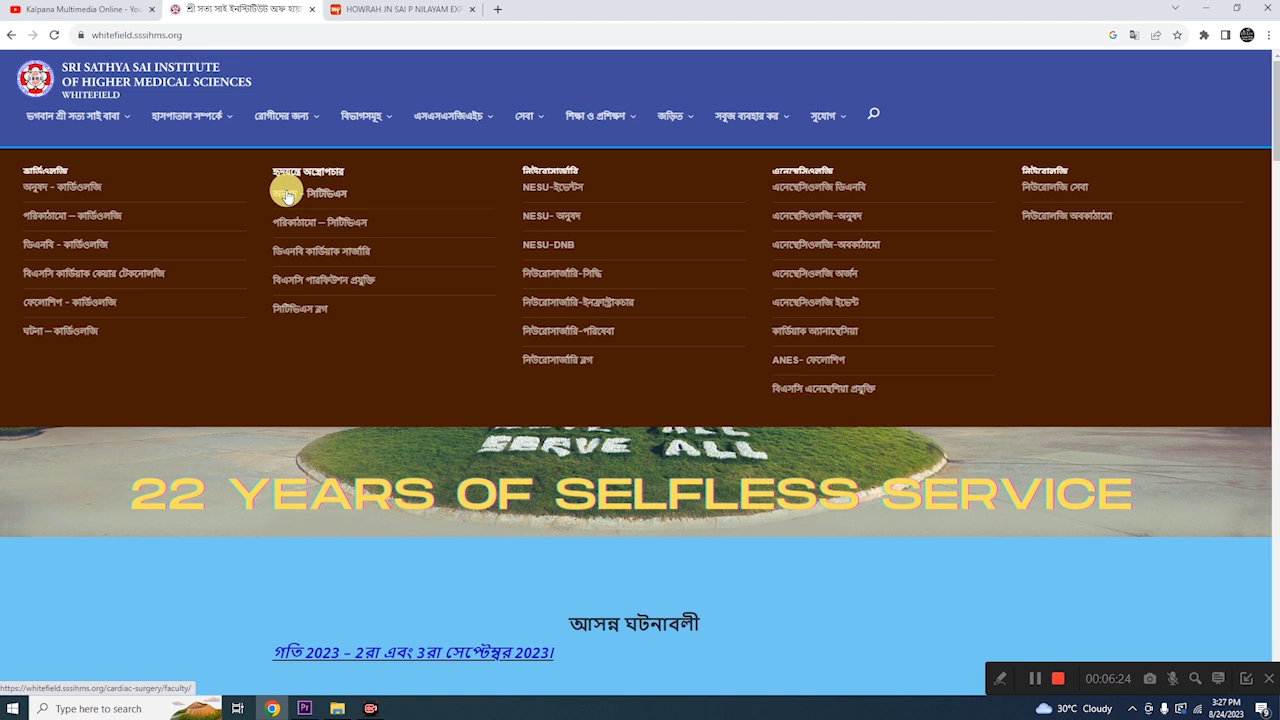 Kalpana Multimedia Online - You
শ্রী সত্য সাই ইনস্টিটিউট অফ হায়
HOWRAH JN SAI P NILAYAM EXP
whitefield.sssihms.org
SRI SATHYA SAI INSTITUTE
OF HIGHER MEDICAL SCIENCES
WHITEFIELD
ভগবান শ্রী সত্য সাই বাবা
হাসপাতাল সম্পর্কে
রোগীদের জন্য
বিভাগসমূহ
এসএসএসজিএইচ
সেবা
শিক্ষা ও প্রশিক্ষণ
জড়িত
সবুজ ব্যবহার কর
সুযোগ
কার্ডিওলজি
অনুষদ - কার্ডিওলজি
পরিকাঠামো – কার্ডিওলজি
ডিএনবি - কার্ডিওলজি
বিএসসি কার্ডিয়াক কেয়ার টেকনোলজি
ফেলোশিপ - কার্ডিওলজি
ঘটনা – কার্ডিওলজি
হৃদযন্ত্রে অস্ত্রোপচার
- সিটিভিএস
পরিকাঠামো – সিটিভিএস
ডিএনবি কার্ডিয়াক সার্জারি
বিএসসি পারফিউশন প্রযুক্তি
সিটিভিএস ব্লগ
নিউরোসার্জারি
NESU-ইভেন্টস
NESU- অনুষদ
NESU-DNB
নিউরোসার্জারি-সিদ্ধি
নিউরোসার্জারি-ইনফ্রাস্ট্রাকচার
নিউরোসার্জারি-পরিষেবা
নিউরোসার্জারি ব্লগ
এনেস্থেসিওলজি
এনেস্থেসিওলজি ডিএনবি
এনেস্থেসিওলজি-অনুষদ
এনেস্থেসিওলজি-অবকাঠামো
এনেস্থেসিওলজি অর্জন
এনেস্থেসিওলজি ইভেন্ট
কার্ডিয়াক অ্যানাস্থেসিয়া
ANES- ফেলোশিপ
বিএসসি এনেস্থেশিয়া প্রযুক্তি
নিউরোলজি
নিউরোলজি সেবা
নিউরোলজি অবকাঠামো
SERVE ALL
22 YEARS OF SELFLESS SERVICE
আসন্ন ঘটনাবলী
গতি 2023 – 2রা এবং 3রা সেপ্টেম্বর 2023।
https://whitefield.sssihms.org/cardiac-surgery/faculty/
00:06:24
Type here to search
Pr
30°C Cloudy
3:27 PM
8/24/2023